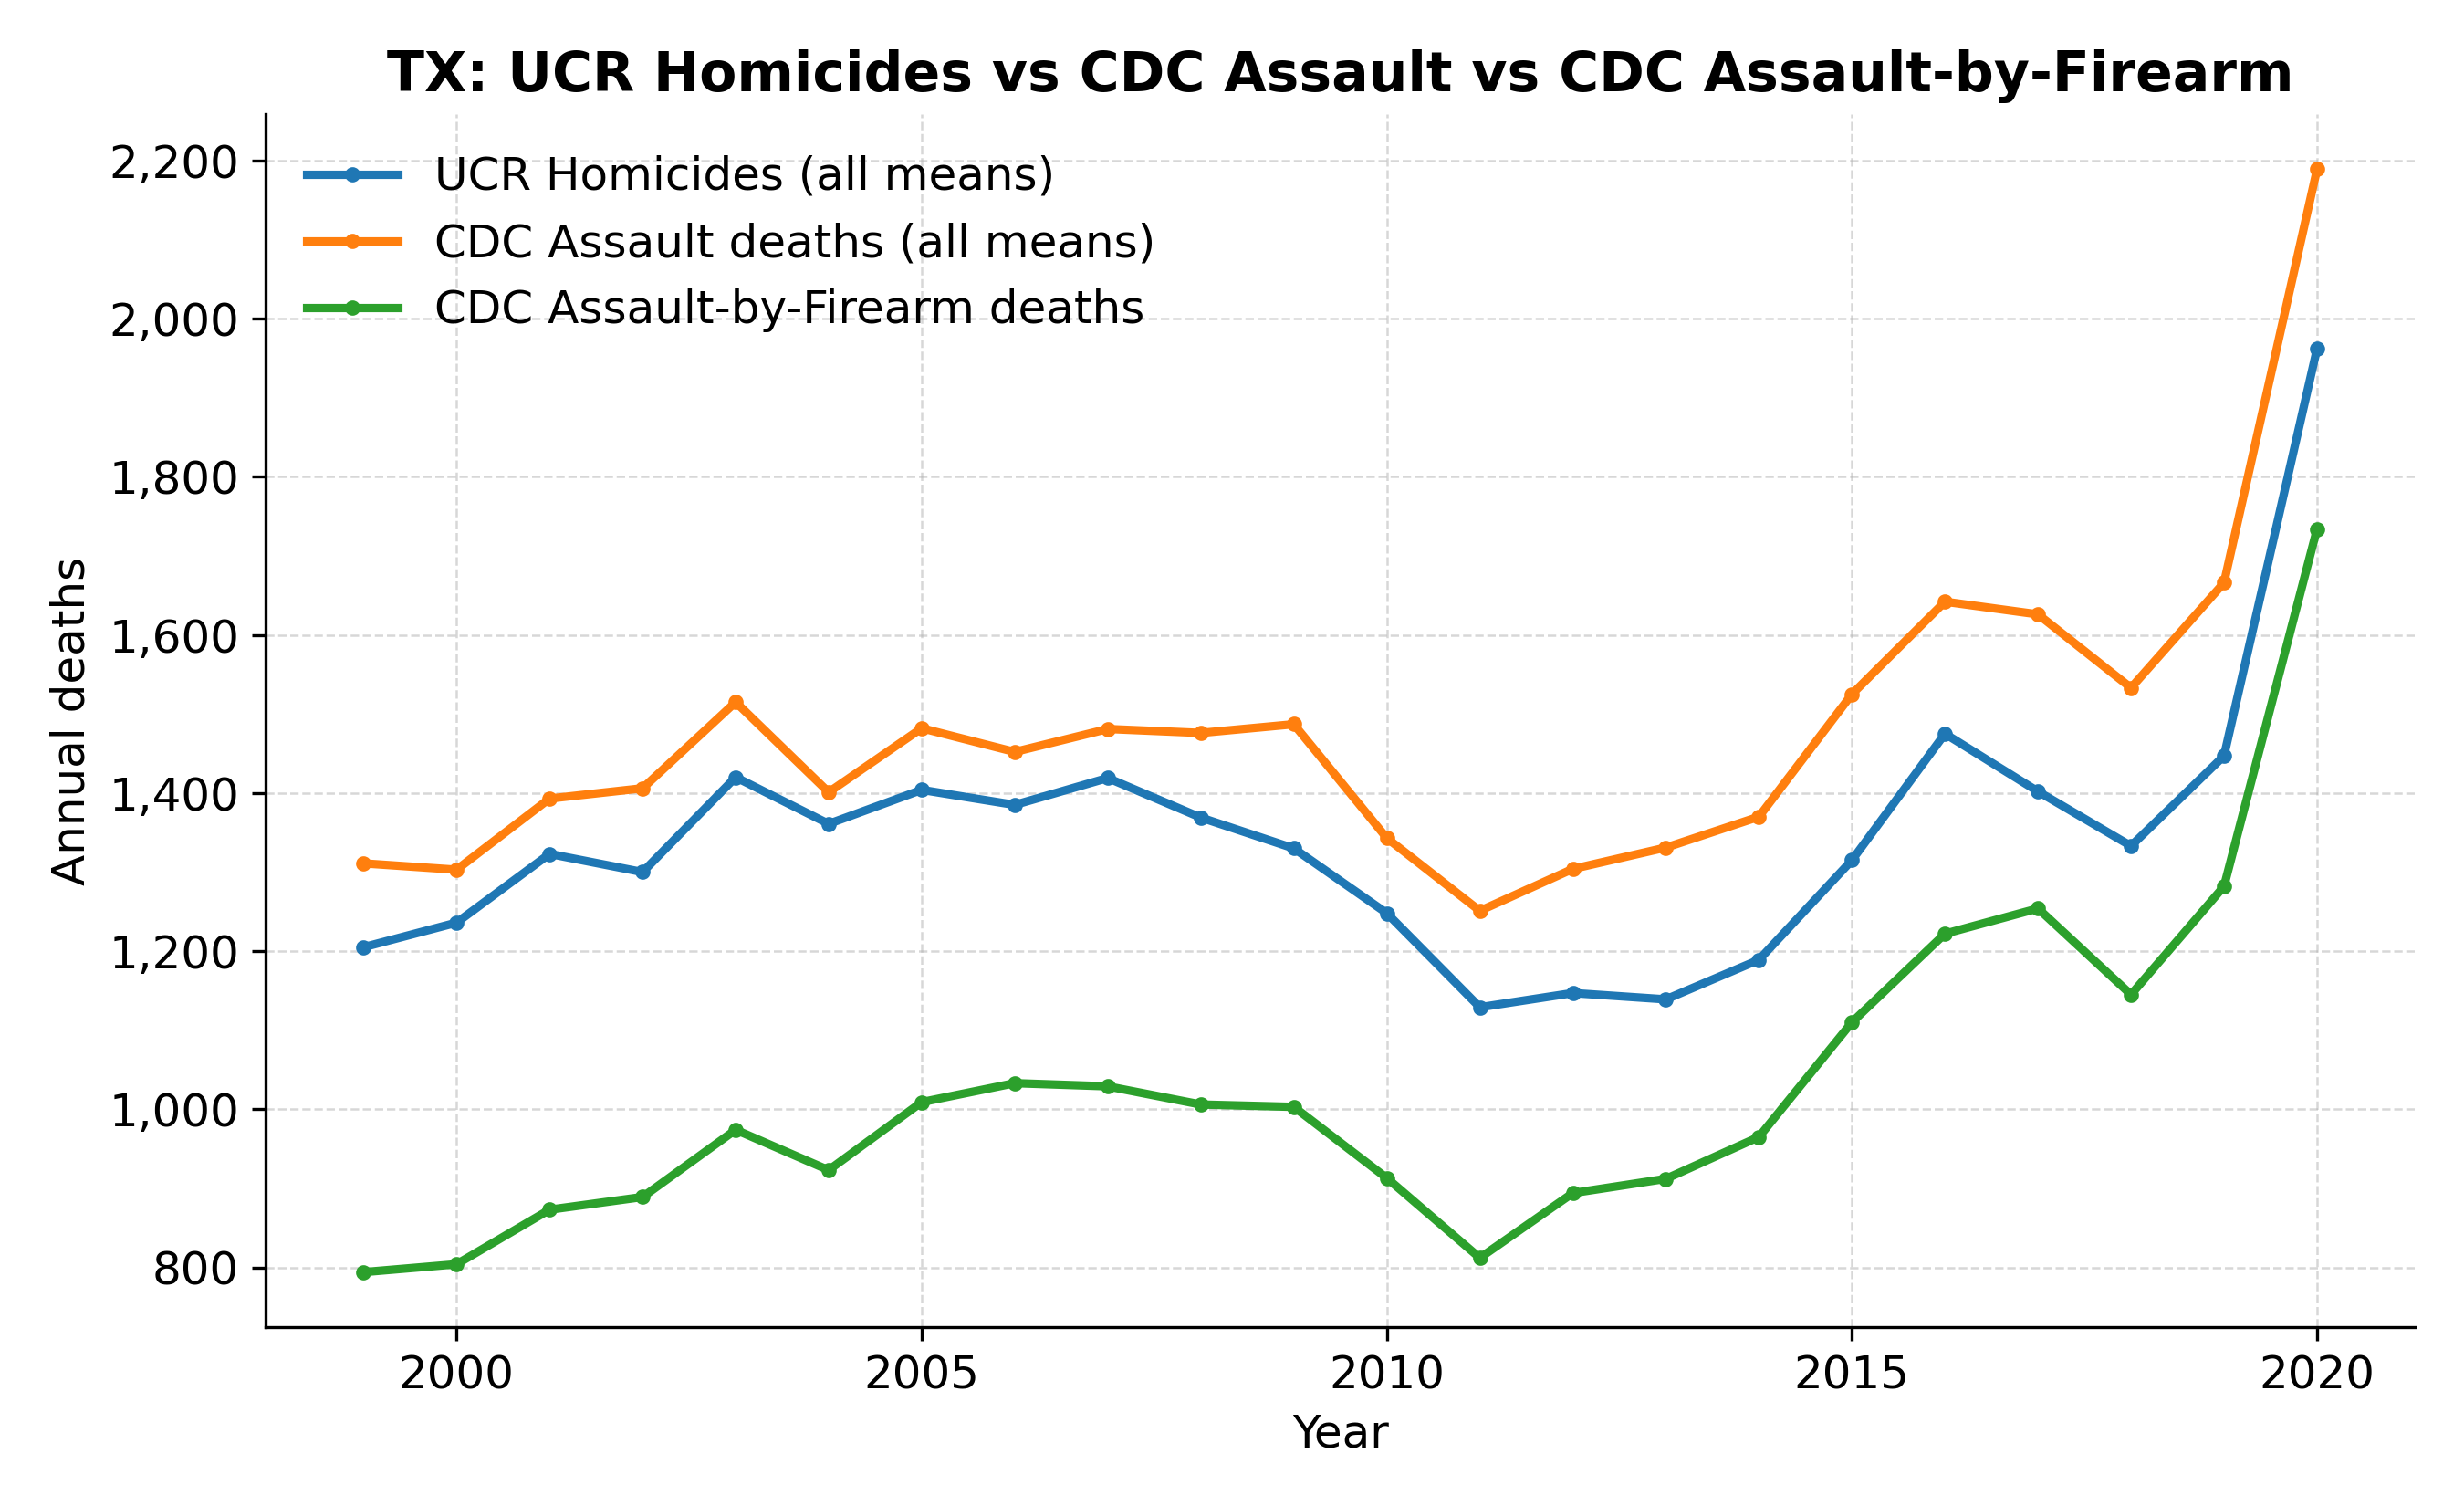 TX: UCR Homicides vs CDC Assault vs CDC Assault-by-Firearm
UCR Homicides (all means)
CDC Assault deaths (all means)
CDC Assault-by-Firearm deaths
Annual deaths
2,200
2,000
1,800
1,600
1,400
1,200
1,000
800
2000
2005
2010
2015
2020
Year